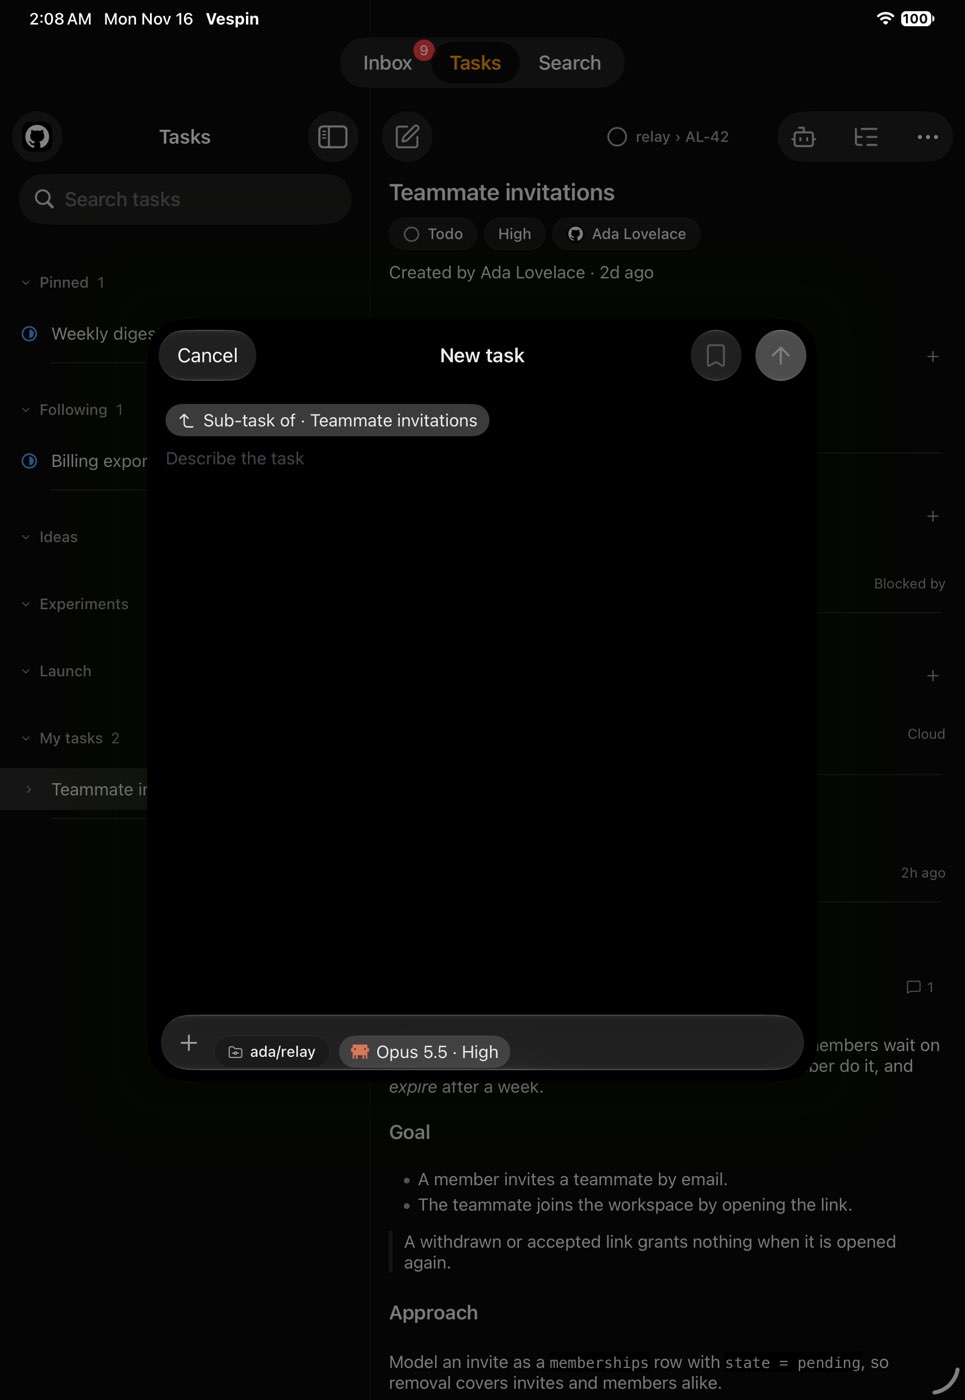 2:08 AM Mon Nov 16 Vespin
100
Inbox 9 Tasks Search
Tasks
relay › AL-42
Search tasks
Teammate invitations
Todo High Ada Lovelace
Created by Ada Lovelace · 2d ago
Pinned 1
Weekly diges
Following 1
Billing expor
Ideas
Experiments
Launch
My tasks 2
Teammate in
Cancel New task
Sub-task of · Teammate invitations
Describe the task
ada/relay Opus 5.5 · High
Blocked by
Cloud
2h ago
1
embers wait on
ber do it, and
expire after a week.
Goal
• A member invites a teammate by email.
• The teammate joins the workspace by opening the link.
A withdrawn or accepted link grants nothing when it is opened
again.
Approach
Model an invite as a memberships row with state = pending, so
removal covers invites and members alike.